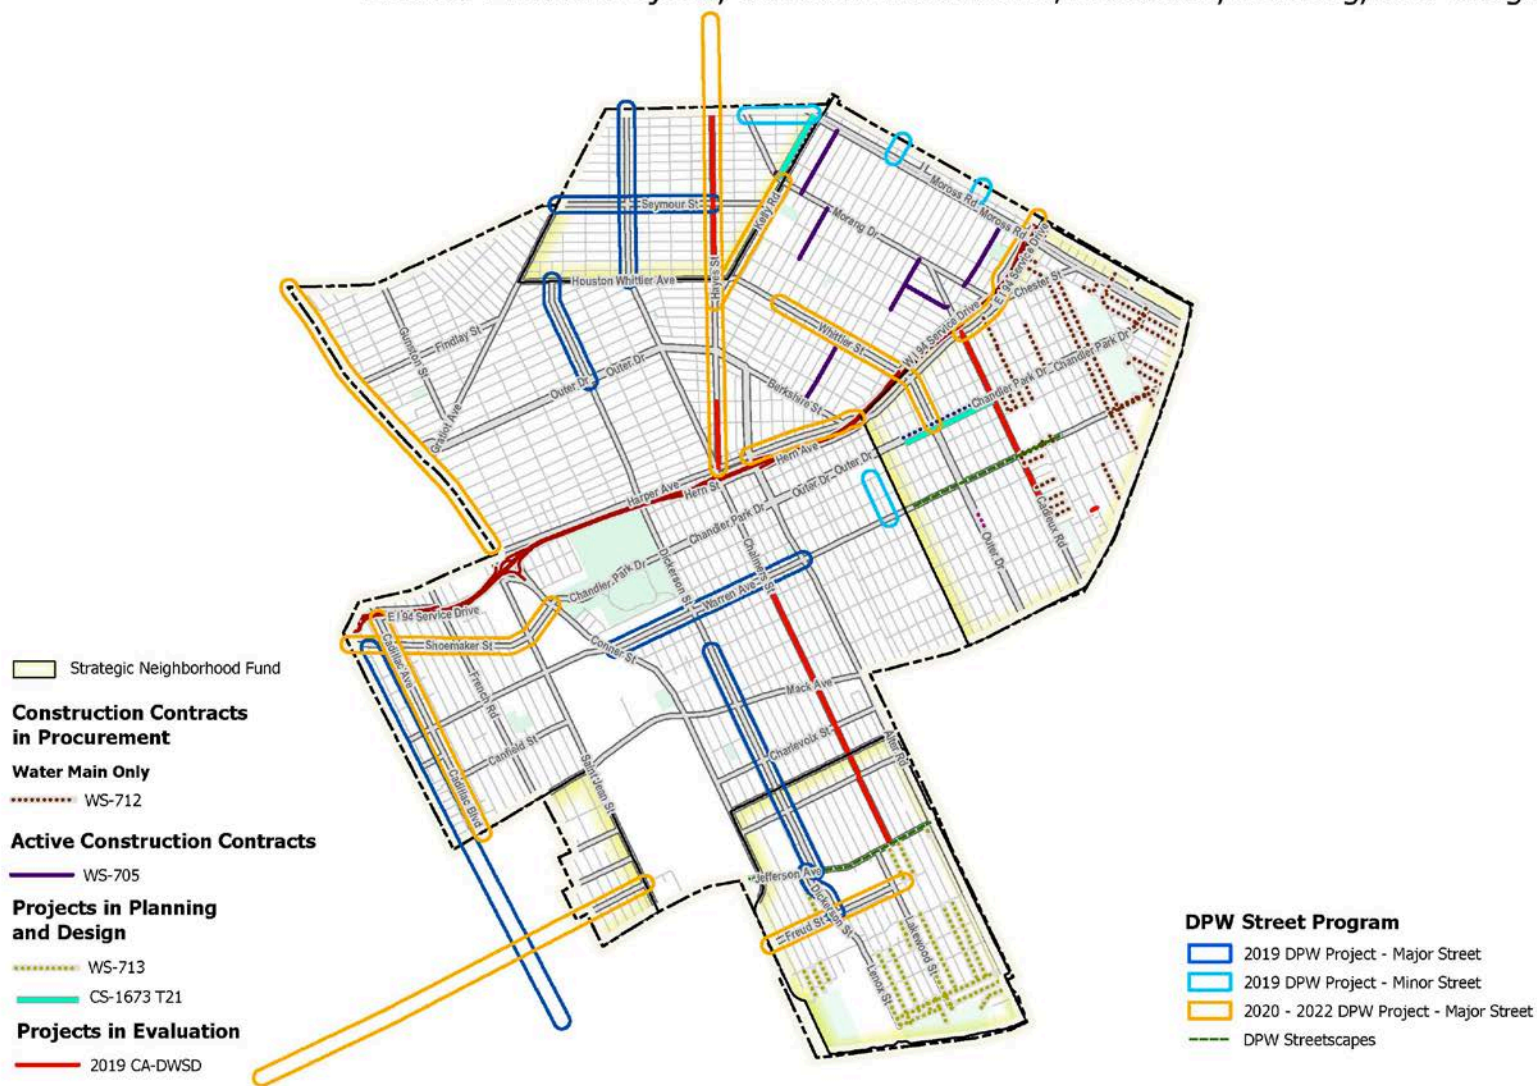 Seymour St
Kelly Rd
Moross Rd
Moross Rd
Morang Dr
Hayes St
Houston Whittier Ave
E I 94 Service Drive
Chester St
Gunston St
Findlay St
Whittier St
W I 94 Service Drive
Chandler Park Dr
Outer Dr
Outer Dr
Berkshire St
Chandler Park Dr
Gratiot Ave
Hern Ave
Harper Ave
Hern St
Outer Dr
Outer Dr
Cadieux Rd
Outer Dr
Chandler Park Dr
Chalmers St
Dickerson St
Chandler Park Dr
Warren Ave
E I 94 Service Drive
Shoemaker St
Conner St
Cadillac Ave
French Rd
Mack Ave
Canfield St
Charlevoix St
Alter Rd
Saint Jean St
Cadillac Blvd
Jefferson Ave
Dickerson St
Freud St
Lakewood St
Lenox St
Strategic Neighborhood Fund
Construction Contracts
in Procurement
Water Main Only
WS-712
Active Construction Contracts
WS-705
Projects in Planning
and Design
WS-713
CS-1673 T21
Projects in Evaluation
2019 CA-DWSD
DPW Street Program
2019 DPW Project - Major Street
2019 DPW Project - Minor Street
2020 - 2022 DPW Project - Major Street
DPW Streetscapes